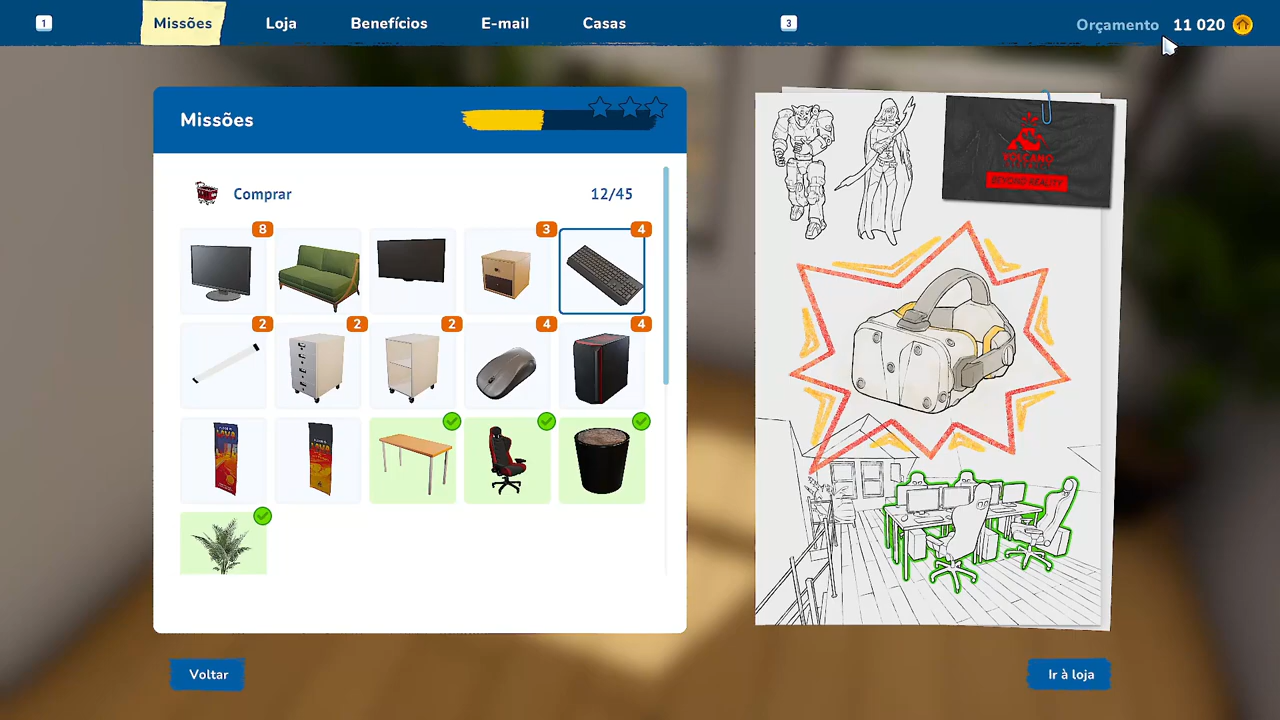 1
Missões
Loja
Benefícios
E-mail
Casas
3
Orçamento
11 020
Missões
Comprar
12/45
8
3
4
2
2
2
4
4
VOLCANO
BEYOND REALITY
Voltar
Ir à loja